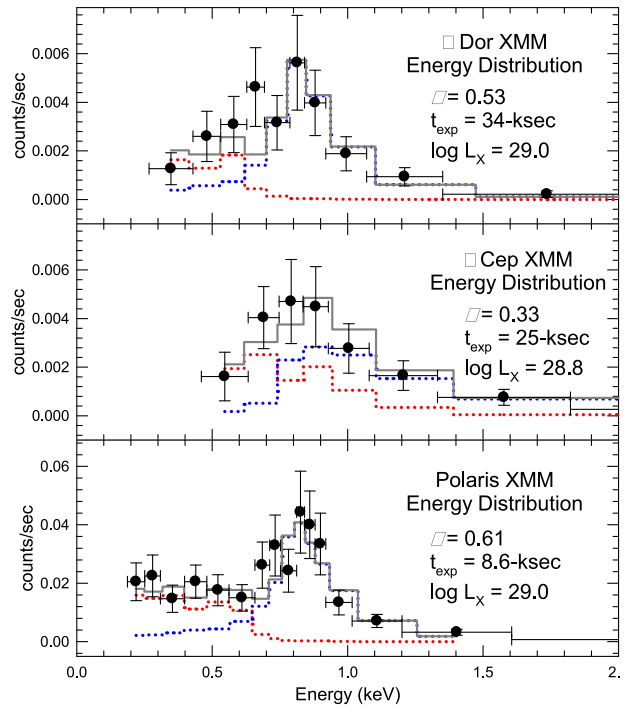 0.006
0.004
0.002
0.000
counts/sec
□ Dor XMM
Energy Distribution
▱= 0.53
t_exp = 34-ksec
log L_X = 29.0
0.006
0.004
0.002
0.000
counts/sec
□ Cep XMM
Energy Distribution
▱= 0.33
t_exp = 25-ksec
log L_X = 28.8
0.06
0.04
0.02
0.00
counts/sec
Polaris XMM
Energy Distribution
▱= 0.61
t_exp = 8.6-ksec
log L_X = 29.0
0.0 0.5 1.0 1.5 2.
Energy (keV)